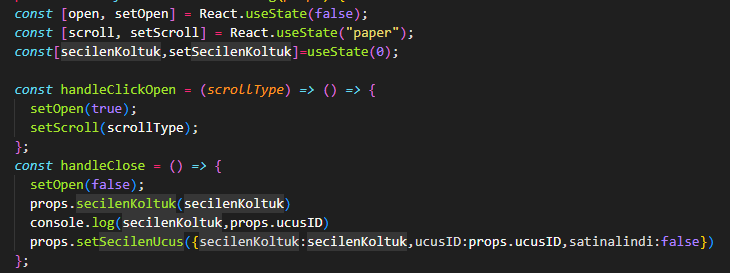 const [open, setOpen] = React.useState(false);
const [scroll, setScroll] = React.useState("paper");
const[secilenKoltuk,setSecilenKoltuk]=useState(0);
const handleClickOpen = (scrollType) => () => {
setOpen(true);
setScroll(scrollType);
};
const handleClose = () => {
setOpen(false);
props.secilenKoltuk(secilenKoltuk)
console.log(secilenKoltuk,props.ucusID)
props.setSecilenUcus({secilenKoltuk:secilenKoltuk,ucusID:props.ucusID,satinalindi:false})
};